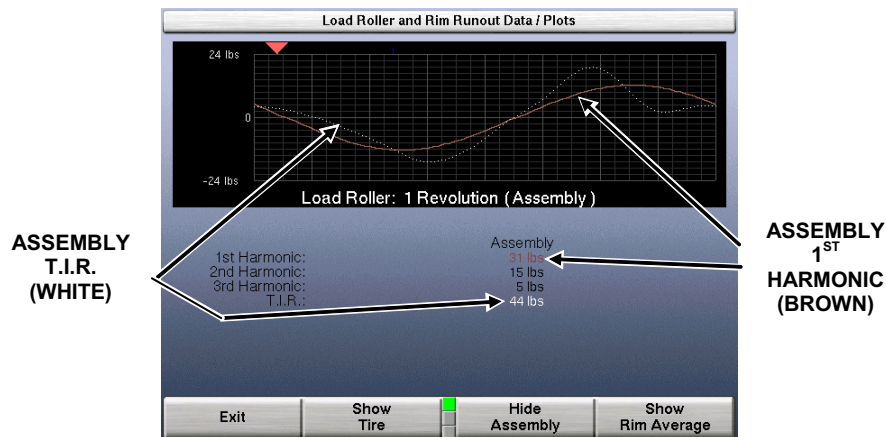 Load Roller and Rim Runout Data / Plots
24 lbs
0
-24 lbs
Load Roller: 1 Revolution (Assembly)
ASSEMBLY
T.I.R.
(WHITE)
ASSEMBLY
1ST
HARMONIC
(BROWN)
Assembly
1st Harmonic: 31 lbs
2nd Harmonic: 15 lbs
3rd Harmonic: 5 lbs
T.I.R.: 44 lbs
Exit
Show
Tire
Hide
Assembly
Show
Rim Average